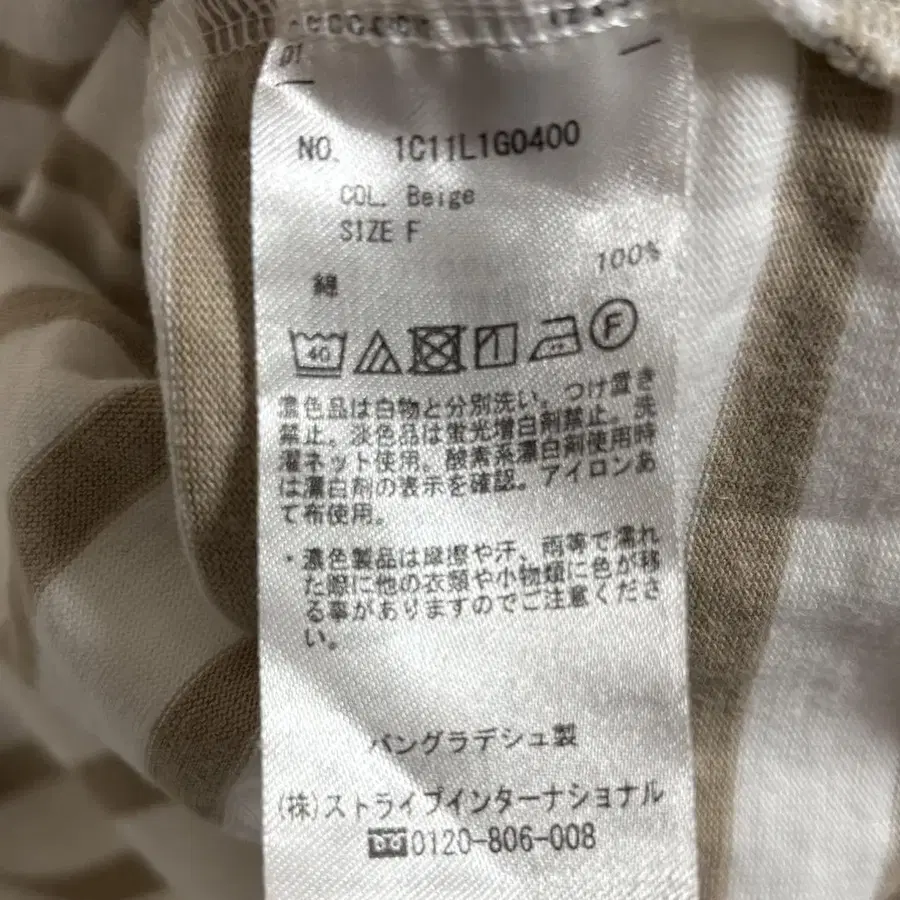 01
NO. 1C11L1G0400
COL. Beige
SIZE F
綿 100%
40 F
濃色品は白物と分別洗い。つけ置き
禁止。淡色品は蛍光増白剤禁止。洗
濯ネット使用。酸素系漂白剤使用時
は漂白剤の表示を確認。アイロンあ
て布使用。
・濃色製品は摩擦や汗、雨等で濡れ
た際に他の衣類や小物類に色が移
る事がありますのでご注意くださ
い。
バングラデシュ製
(株)ストライプインターナショナル
0120-806-008